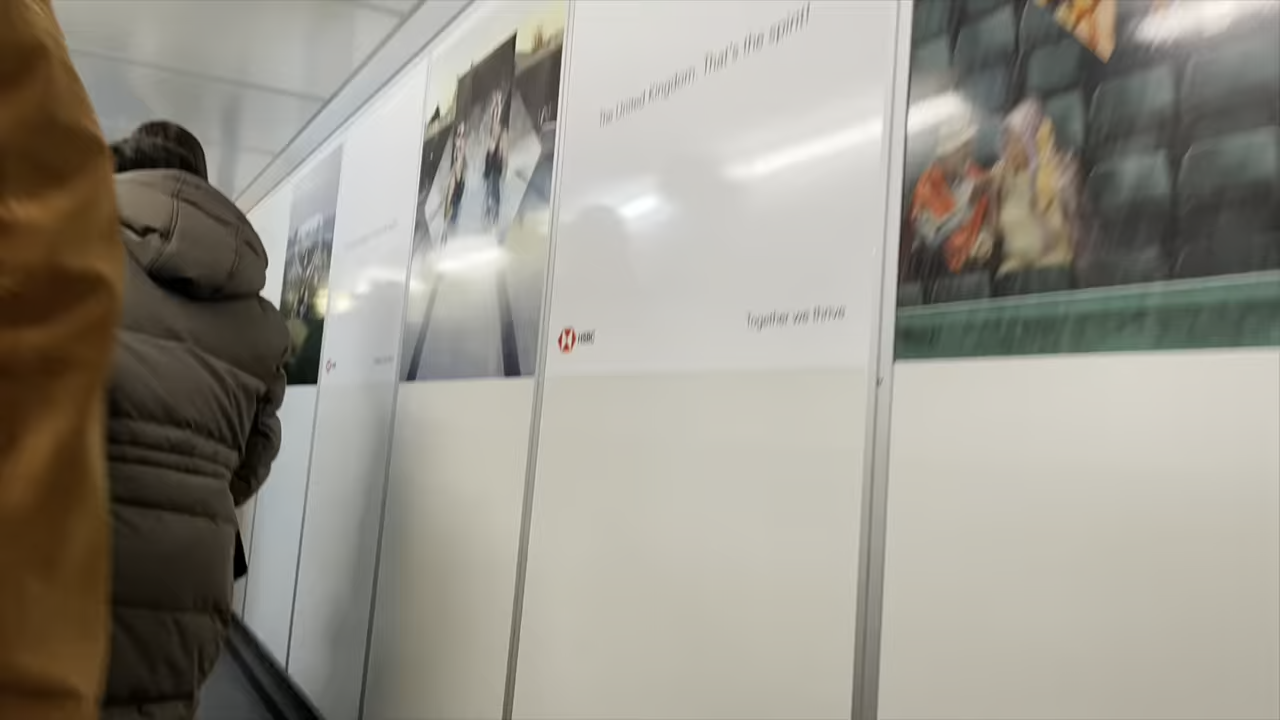 The United Kingdom. That's the spirit!
HSBC
Together we thrive